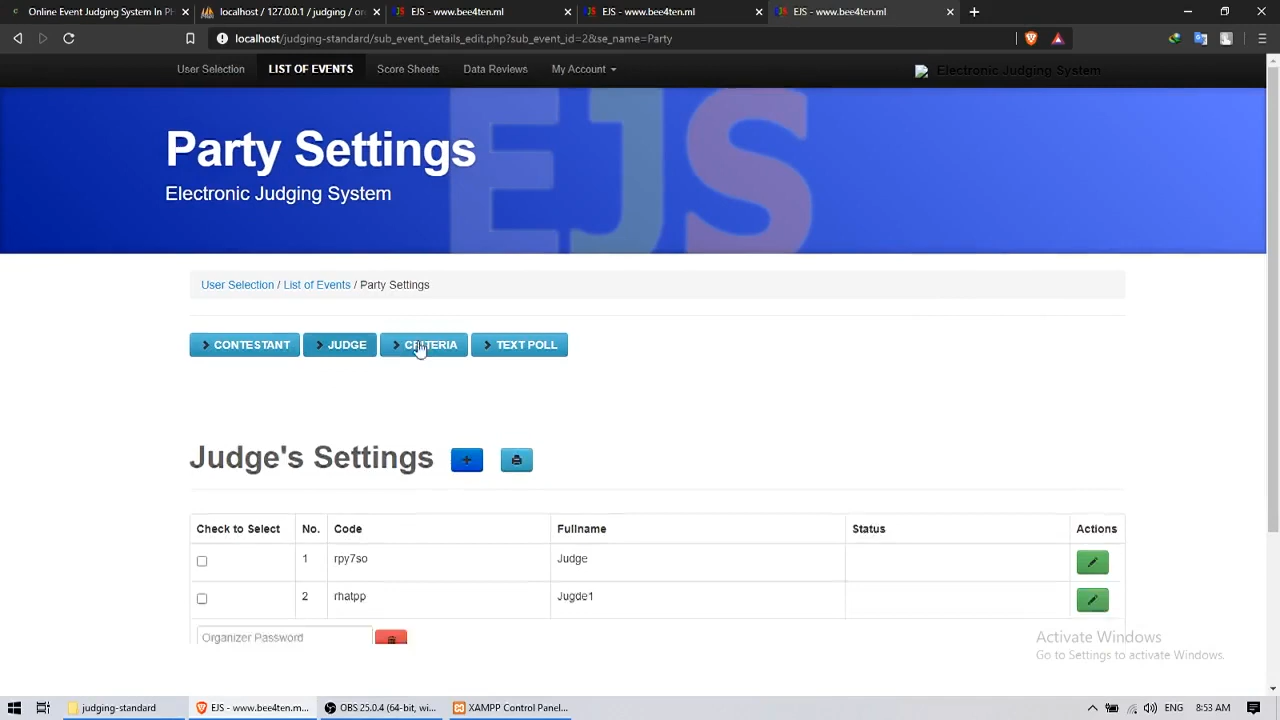 Online Event Judging System In PH
localhost / 127.0.0.1 / judging / or
EJS - www.bee4ten.ml
EJS - www.bee4ten.ml
EJS - www.bee4ten.ml
localhost/judging-standard/sub_event_details_edit.php?sub_event_id=2&se_name=Party
User Selection
LIST OF EVENTS
Score Sheets
Data Reviews
My Account
Electronic Judging System
EJS
Party Settings
Electronic Judging System
User Selection / List of Events / Party Settings
CONTESTANT
JUDGE
CRITERIA
TEXT POLL
Judge's Settings
Check to Select
No.
Code
Fullname
Status
Actions
1
rpy7so
Judge
2
rhatpp
Jugde1
Organizer Password
Activate Windows
Go to Settings to activate Windows.
judging-standard
EJS - www.bee4ten.m...
OBS 25.0.4 (64-bit, wi...
XAMPP Control Panel...
ENG
8:53 AM